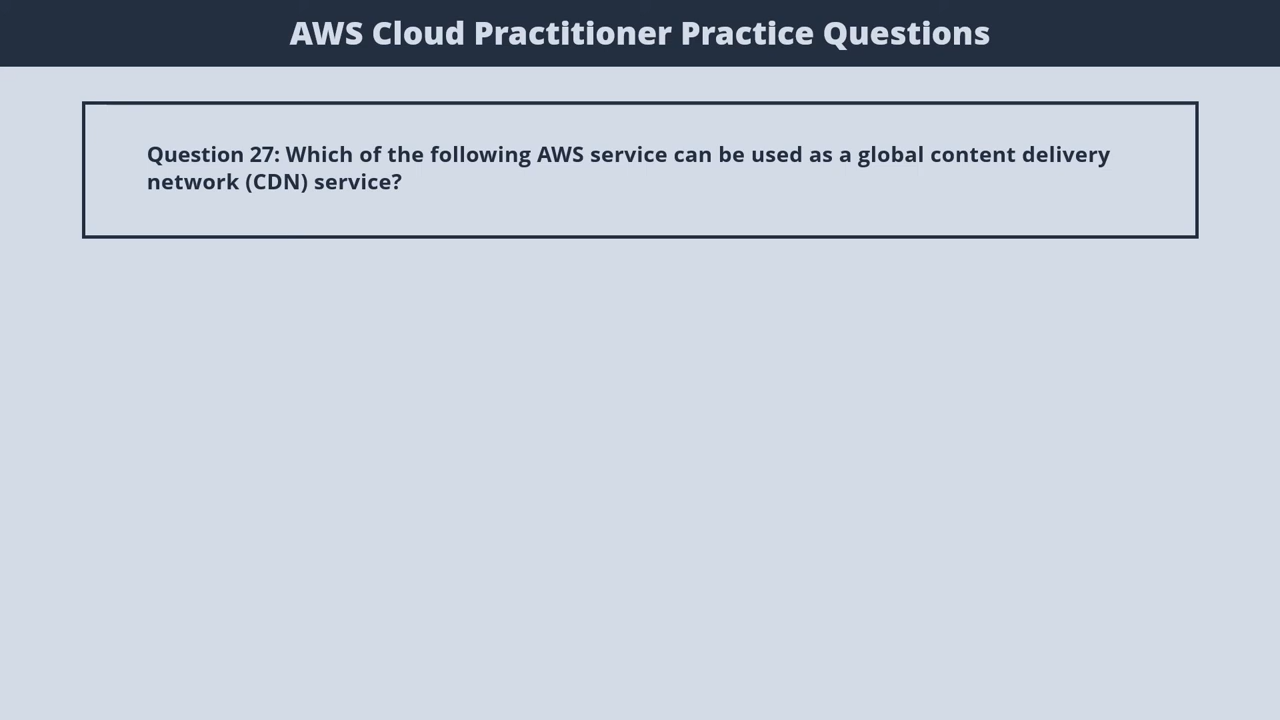 AWS Cloud Practitioner Practice Questions
Question 27: Which of the following AWS service can be used as a global content delivery
network (CDN) service?